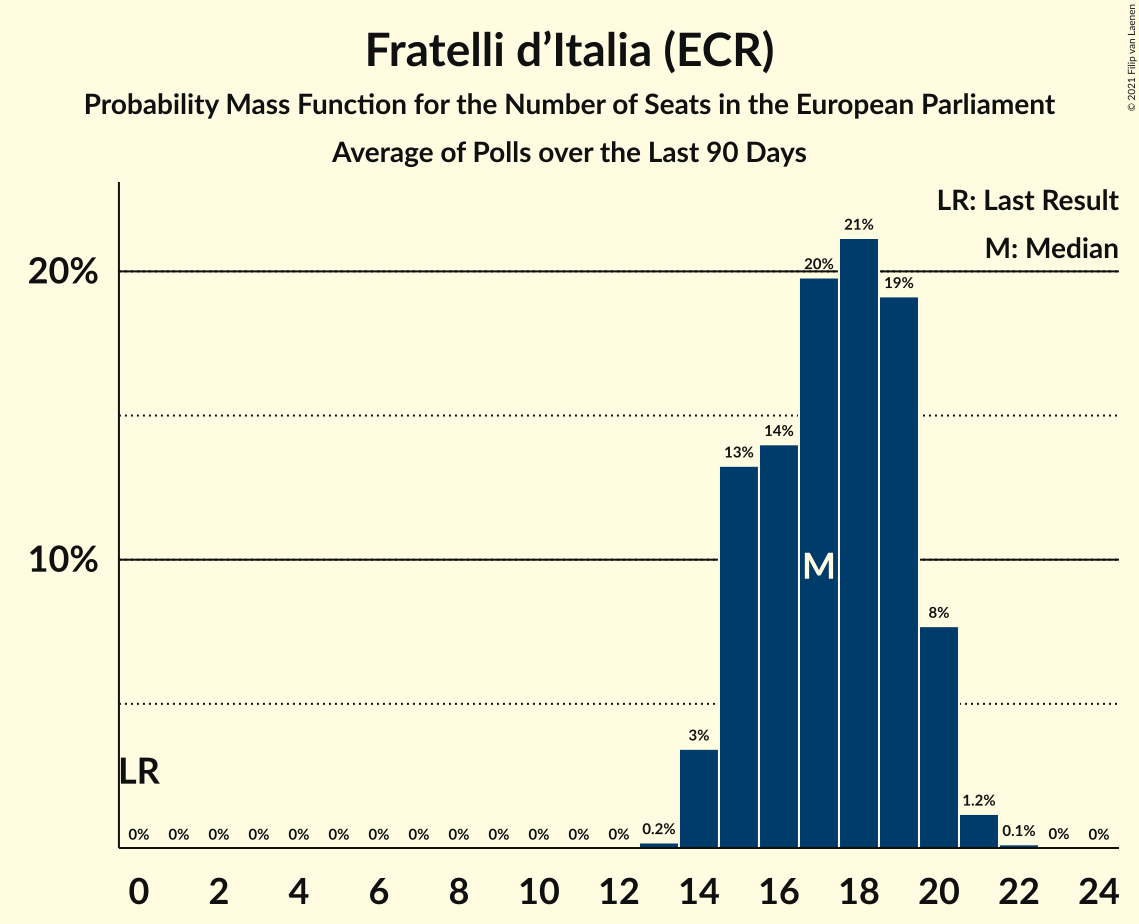 Fratelli d’Italia (ECR)
Probability Mass Function for the Number of Seats in the European Parliament
Average of Polls over the Last 90 Days
© 2021 Filip van Laenen
LR: Last Result
M: Median
20%
10%
21%
20%
19%
14%
13%
M
8%
3%
LR
0% 0% 0% 0% 0% 0% 0% 0% 0% 0% 0% 0% 0% 0.2% 1.2% 0.1% 0% 0%
0 2 4 6 8 10 12 14 16 18 20 22 24